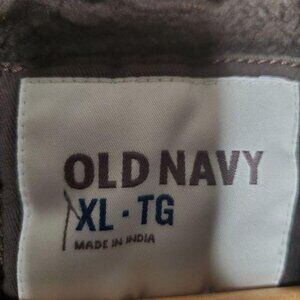 OLD NAVY
XL · TG
MADE IN INDIA